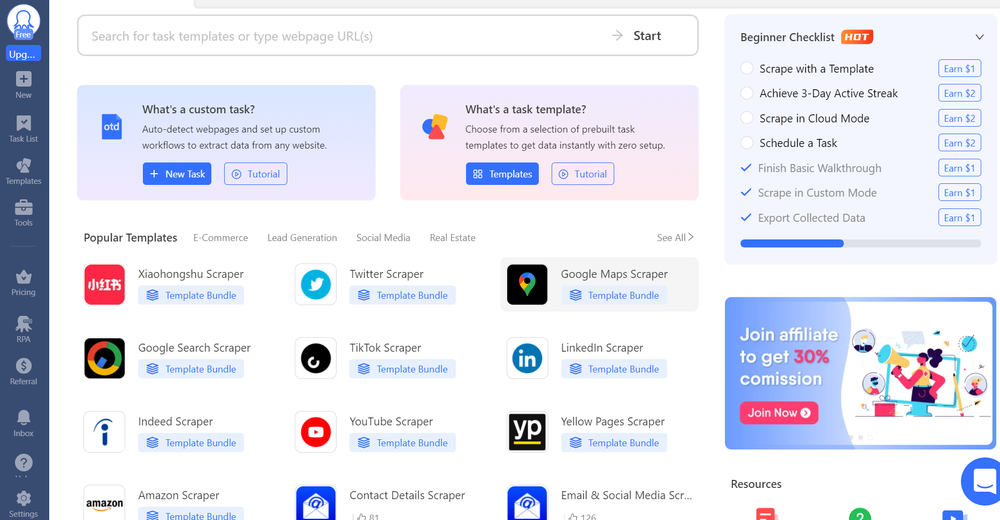 Free
Upg...
New
Task List
Templates
Tools
Pricing
RPA
RPA
Referral
Inbox
Settings
Search for task templates or type webpage URL(s)
Start
otd
What's a custom task?
Auto-detect webpages and set up custom
workflows to extract data from any website.
New Task
Tutorial
What's a task template?
Choose from a selection of prebuilt task
templates to get data instantly with zero setup.
Templates
Tutorial
Popular Templates
E-Commerce
Lead Generation
Social Media
Real Estate
See All
小红书
Xiaohongshu Scraper
Template Bundle
Twitter Scraper
Template Bundle
Google Maps Scraper
Template Bundle
Google Search Scraper
Template Bundle
TikTok Scraper
Template Bundle
in
LinkedIn Scraper
Template Bundle
i
Indeed Scraper
Template Bundle
YouTube Scraper
Template Bundle
yp
Yellow Pages Scraper
Template Bundle
amazon
Amazon Scraper
Template Bundle
@
Contact Details Scraper
81
@
Email & Social Media Scr...
126
Beginner Checklist
HOT
Scrape with a Template
Earn $1
Achieve 3-Day Active Streak
Earn $2
Scrape in Cloud Mode
Earn $2
Schedule a Task
Earn $2
Finish Basic Walkthrough
Earn $1
Scrape in Custom Mode
Earn $1
Export Collected Data
Earn $1
Join affiliate
to get 30%
comission
Join Now
Resources